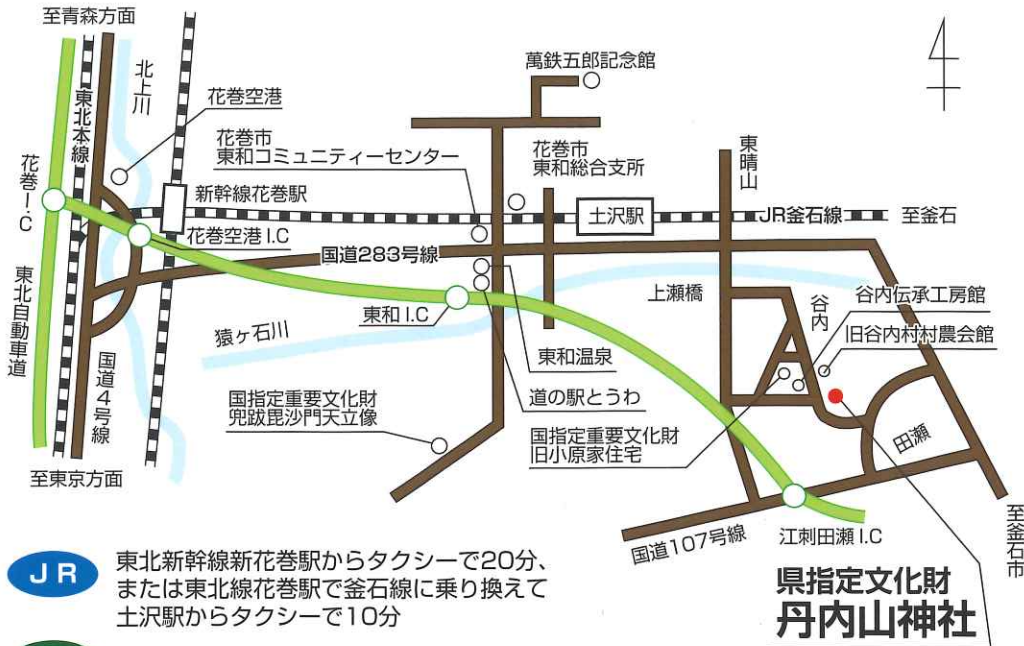 至青森方面
北上川
東北本線
花巻空港
萬鉄五郎記念館
花巻市
東和コミュニティーセンター
花巻市
東和総合支所
東晴山
花巻I.C
新幹線花巻駅
土沢駅
JR釜石線
至釜石
花巻空港I.C
国道283号線
東北自動車道
国道4号線
東和I.C
猿ヶ石川
上瀬橋
谷内
谷内伝承工房館
旧谷内村村農会館
東和温泉
道の駅とうわ
国指定重要文化財
兜跋毘沙門天立像
国指定重要文化財
旧小原家住宅
田瀬
至東京方面
国道107号線
江刺田瀬I.C
至釜石市
県指定文化財
丹内山神社
JR
東北新幹線新花巻駅からタクシーで20分、
または東北線花巻駅で釜石線に乗り換えて
土沢駅からタクシーで10分